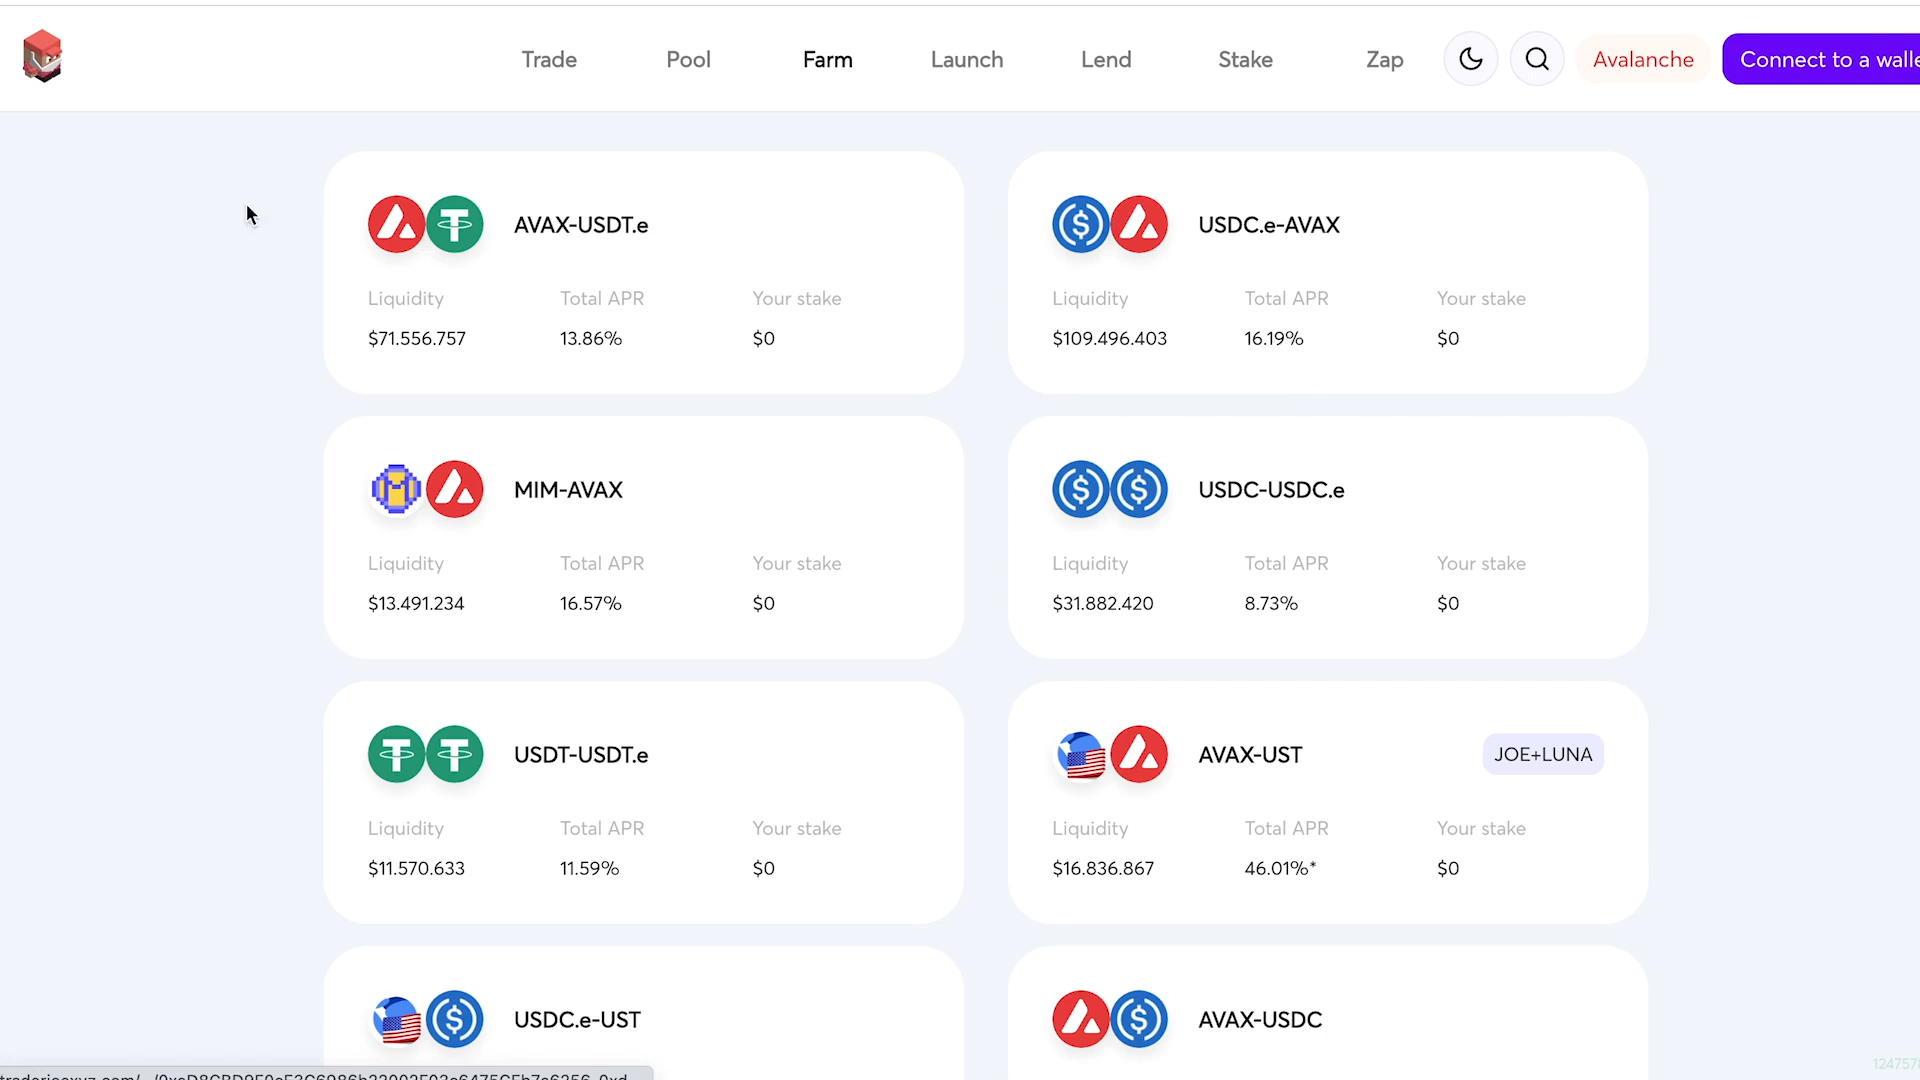 Trade Pool Farm Launch Lend Stake Zap Avalanche Connect to a walle
AVAX-USDT.e
Liquidity Total APR Your stake
$71.556.757 13.86% $0
USDC.e-AVAX
Liquidity Total APR Your stake
$109.496.403 16.19% $0
MIM-AVAX
Liquidity Total APR Your stake
$13.491.234 16.57% $0
USDC-USDC.e
Liquidity Total APR Your stake
$31.882.420 8.73% $0
USDT-USDT.e
Liquidity Total APR Your stake
$11.570.633 11.59% $0
AVAX-UST JOE+LUNA
Liquidity Total APR Your stake
$16.836.867 46.01%* $0
USDC.e-UST
AVAX-USDC